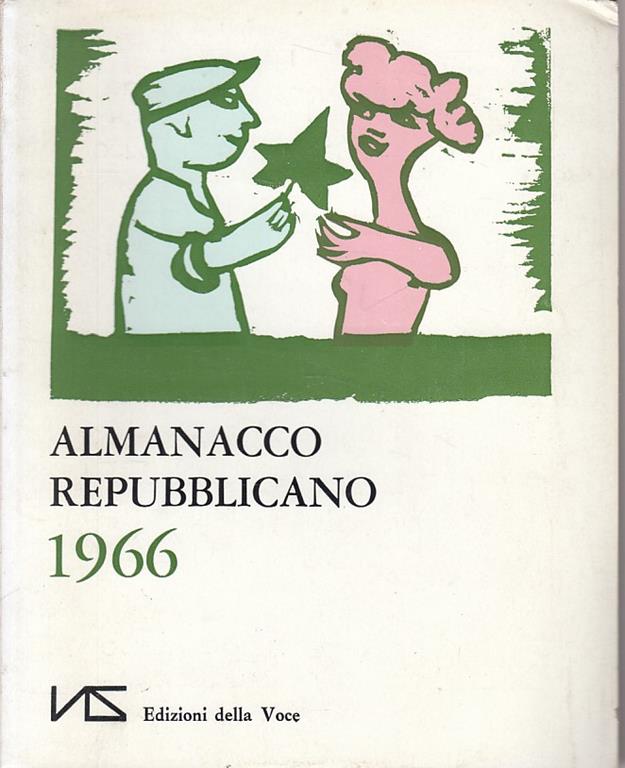 ALMANACCO
REPUBBLICANO
1966
Edizioni della Voce